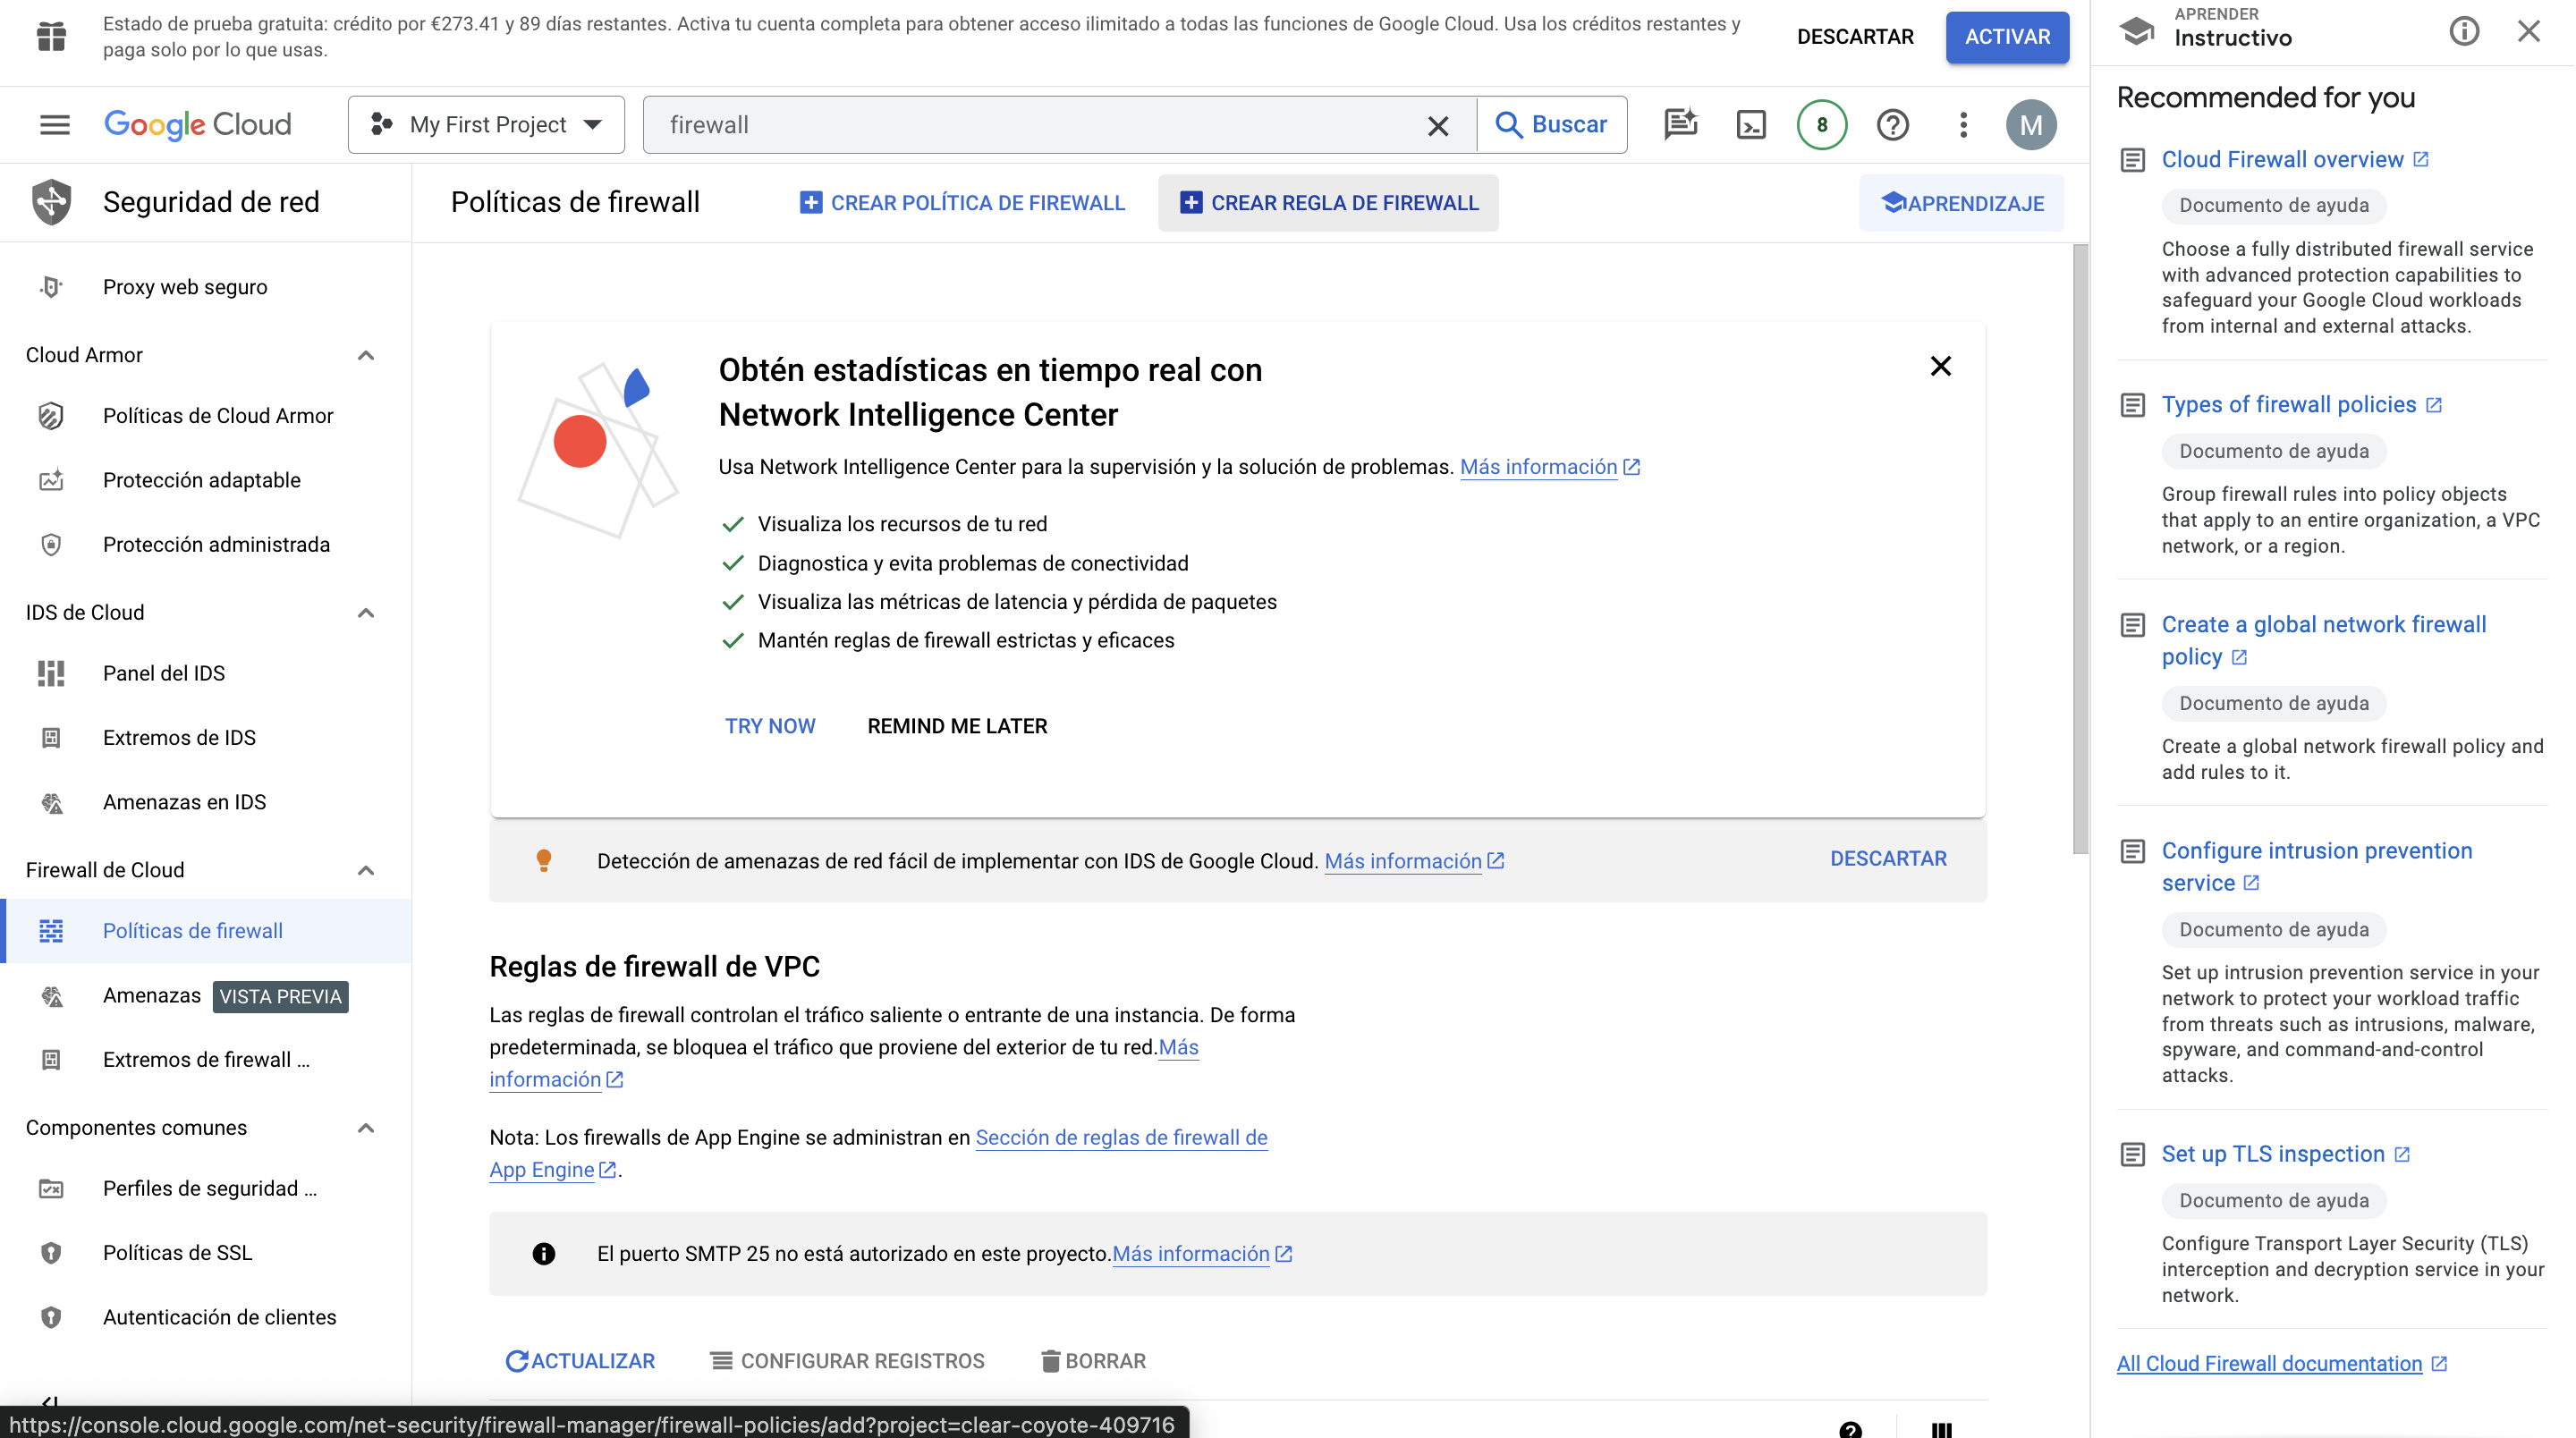 Estado de prueba gratuita: crédito por €273.41 y 89 días restantes. Activa tu cuenta completa para obtener acceso ilimitado a todas las funciones de Google Cloud. Usa los créditos restantes y
paga solo por lo que usas.
DESCARTAR
ACTIVAR
Google Cloud
My First Project
firewall
Buscar
8
M
Seguridad de red
Proxy web seguro
Cloud Armor
Políticas de Cloud Armor
Protección adaptable
Protección administrada
IDS de Cloud
Panel del IDS
Extremos de IDS
Amenazas en IDS
Firewall de Cloud
Políticas de firewall
Amenazas VISTA PREVIA
Extremos de firewall ...
Componentes comunes
Perfiles de seguridad ...
Políticas de SSL
Autenticación de clientes
Políticas de firewall
CREAR POLÍTICA DE FIREWALL
CREAR REGLA DE FIREWALL
APRENDIZAJE
Obtén estadísticas en tiempo real con
Network Intelligence Center
Usa Network Intelligence Center para la supervisión y la solución de problemas. Más información
Visualiza los recursos de tu red
Diagnostica y evita problemas de conectividad
Visualiza las métricas de latencia y pérdida de paquetes
Mantén reglas de firewall estrictas y eficaces
TRY NOW
REMIND ME LATER
Detección de amenazas de red fácil de implementar con IDS de Google Cloud. Más información
DESCARTAR
Reglas de firewall de VPC
Las reglas de firewall controlan el tráfico saliente o entrante de una instancia. De forma
predeterminada, se bloquea el tráfico que proviene del exterior de tu red.Más
información
Nota: Los firewalls de App Engine se administran en Sección de reglas de firewall de
App Engine.
El puerto SMTP 25 no está autorizado en este proyecto.Más información
ACTUALIZAR
CONFIGURAR REGISTROS
BORRAR
https://console.cloud.google.com/net-security/firewall-manager/firewall-policies/add?project=clear-coyote-409716
APRENDER
Instructivo
Recommended for you
Cloud Firewall overview
Documento de ayuda
Choose a fully distributed firewall service
with advanced protection capabilities to
safeguard your Google Cloud workloads
from internal and external attacks.
Types of firewall policies
Documento de ayuda
Group firewall rules into policy objects
that apply to an entire organization, a VPC
network, or a region.
Create a global network firewall
policy
Documento de ayuda
Create a global network firewall policy and
add rules to it.
Configure intrusion prevention
service
Documento de ayuda
Set up intrusion prevention service in your
network to protect your workload traffic
from threats such as intrusions, malware,
spyware, and command-and-control
attacks.
Set up TLS inspection
Documento de ayuda
Configure Transport Layer Security (TLS)
interception and decryption service in your
network.
All Cloud Firewall documentation